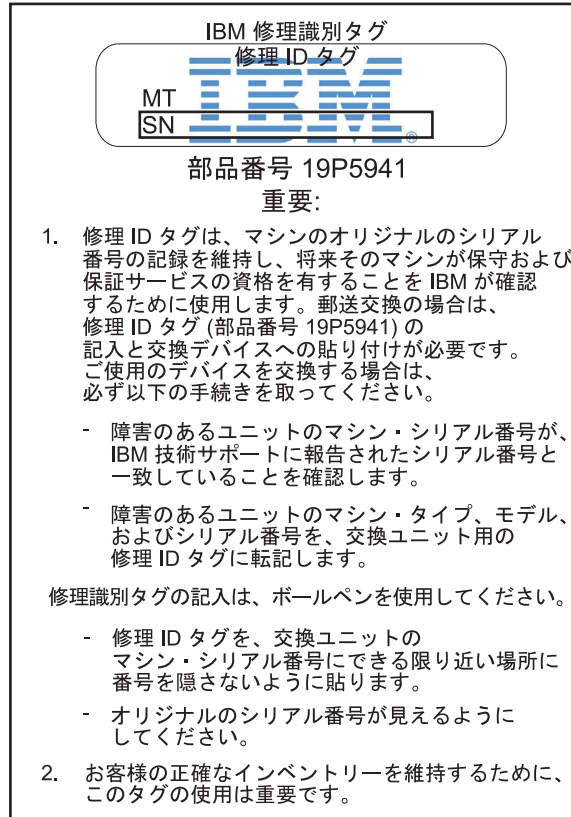 IBM 修理識別タグ
修理 ID タグ
IBM®
MT
SN
部品番号 19P5941
重要:
1. 修理 ID タグは、マシンのオリジナルのシリアル
番号の記録を維持し、将来そのマシンが保守および
保証サービスの資格を有することを IBM が確認
するために使用します。郵送交換の場合は、
修理 ID タグ (部品番号 19P5941) の
記入と交換デバイスへの貼り付けが必要です。
ご使用のデバイスを交換する場合は、
必ず以下の手続きを取ってください。
- 障害のあるユニットのマシン・シリアル番号が、
IBM 技術サポートに報告されたシリアル番号と
一致していることを確認します。
- 障害のあるユニットのマシン・タイプ、モデル、
およびシリアル番号を、交換ユニット用の
修理 ID タグに転記します。
修理識別タグの記入は、ボールペンを使用してください。
- 修理 ID タグを、交換ユニットの
マシン・シリアル番号にできる限り近い場所に
番号を隠さないように貼ります。
- オリジナルのシリアル番号が見えるように
してください。
2. お客様の正確なインベントリーを維持するために、
このタグの使用は重要です。